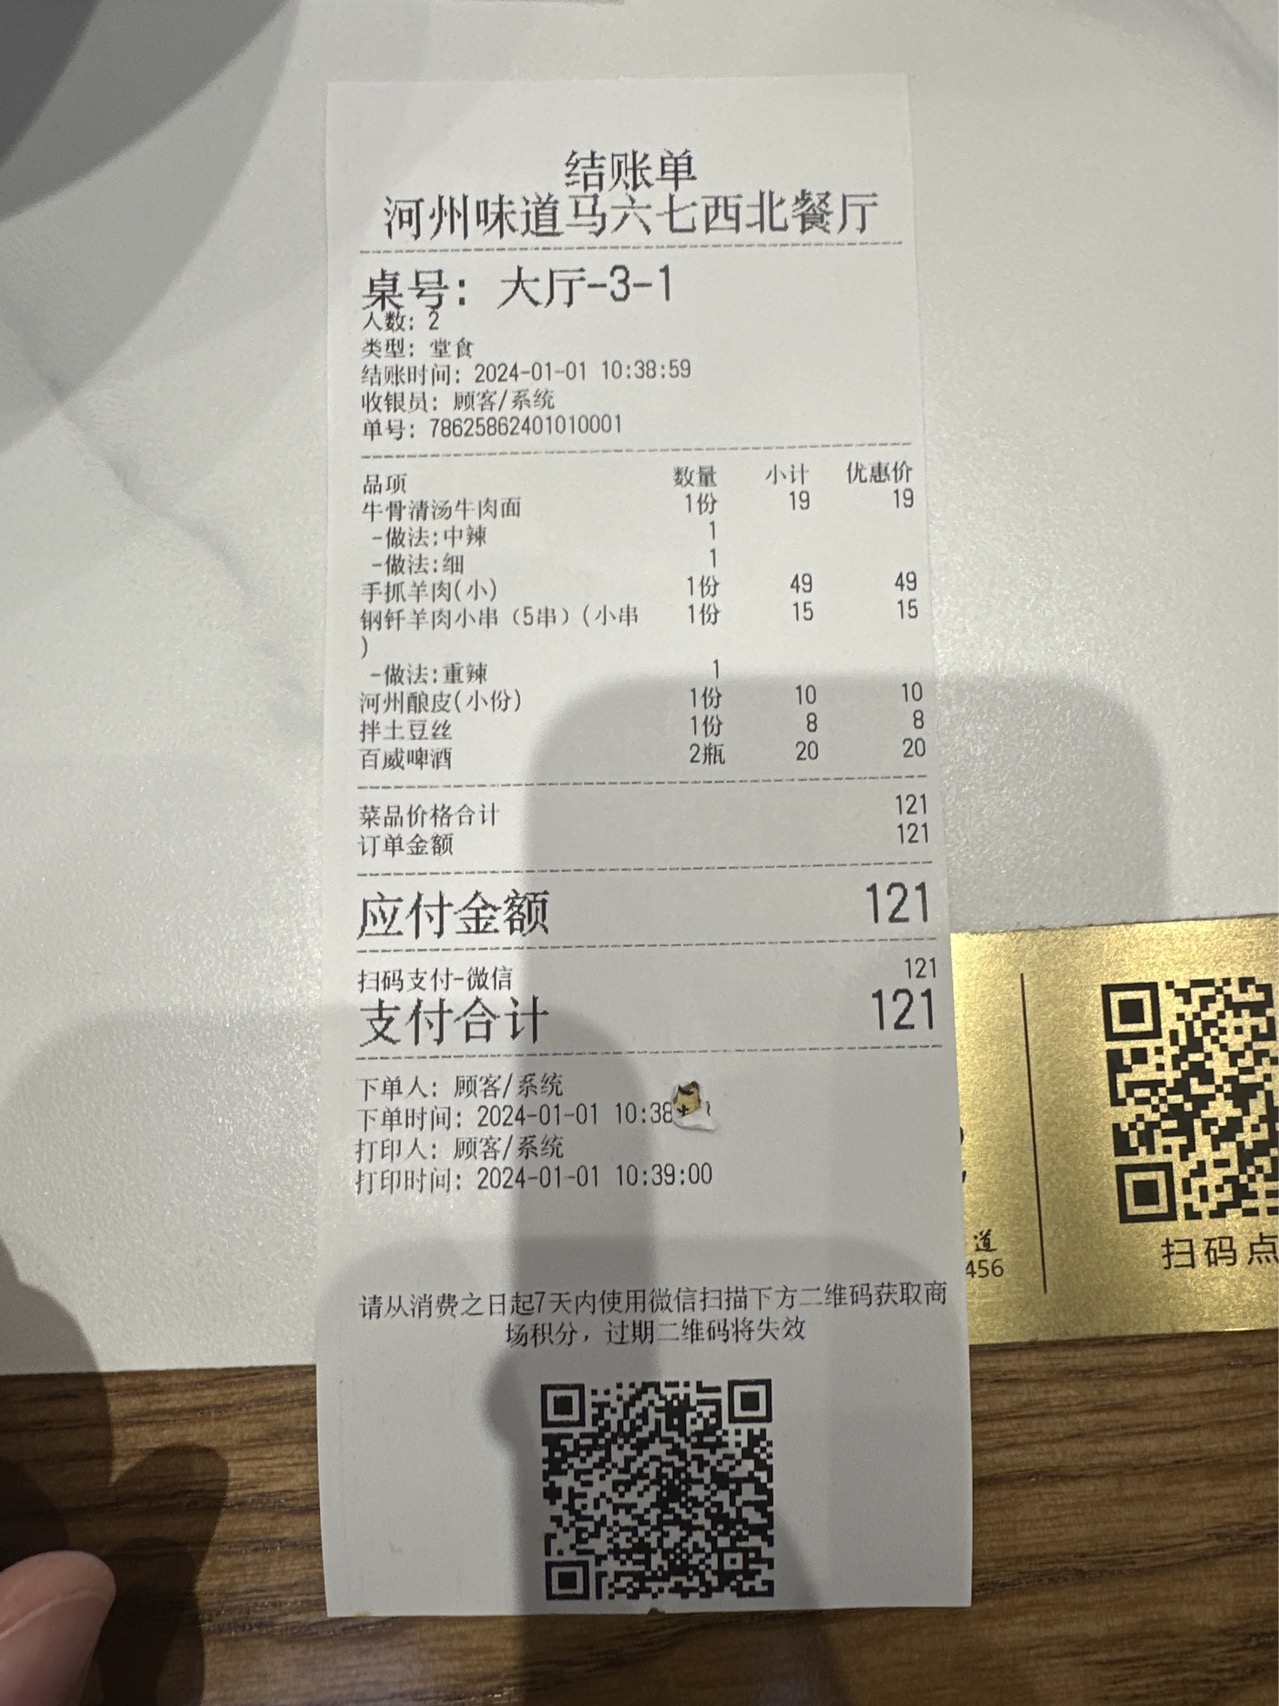 结账单
河州味道马六七西北餐厅
桌号: 大厅-3-1
人数: 2
类型: 堂食
结账时间: 2024-01-01 10:38:59
收银员: 顾客/系统
单号: 78625862401010001
品项 数量 小计 优惠价
牛骨清汤牛肉面 1份 19 19
-做法:中辣 1
-做法:细 1
手抓羊肉(小) 1份 49 49
钢钎羊肉小串（5串）(小串 1份 15 15
)
-做法:重辣 1
河州酿皮(小份) 1份 10 10
拌土豆丝 1份 8 8
百威啤酒 2瓶 20 20
菜品价格合计 121
订单金额 121
应付金额 121
扫码支付-微信 121
支付合计 121
下单人: 顾客/系统
下单时间: 2024-01-01 10:38
打印人: 顾客/系统
打印时间: 2024-01-01 10:39:00
请从消费之日起7天内使用微信扫描下方二维码获取商
场积分，过期二维码将失效
道
456
扫码点